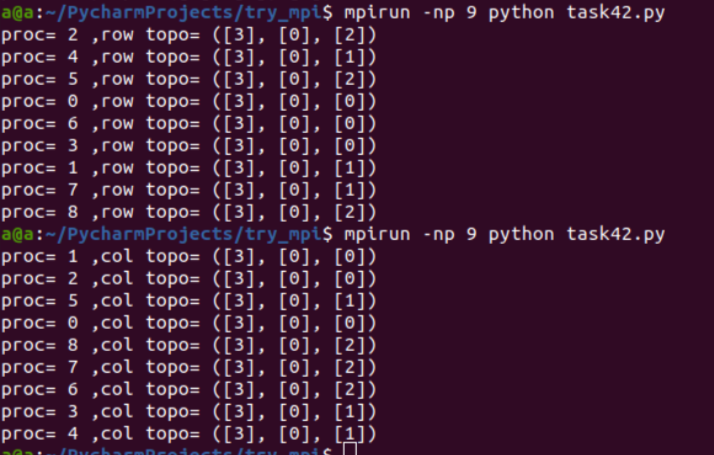 a@a:~/PycharmProjects/try_mpi$ mpirun -np 9 python task42.py
proc= 2 ,row topo= ([3], [0], [2])
proc= 4 ,row topo= ([3], [0], [1])
proc= 5 ,row topo= ([3], [0], [2])
proc= 0 ,row topo= ([3], [0], [0])
proc= 6 ,row topo= ([3], [0], [0])
proc= 3 ,row topo= ([3], [0], [0])
proc= 1 ,row topo= ([3], [0], [1])
proc= 7 ,row topo= ([3], [0], [1])
proc= 8 ,row topo= ([3], [0], [2])
a@a:~/PycharmProjects/try_mpi$ mpirun -np 9 python task42.py
proc= 1 ,col topo= ([3], [0], [0])
proc= 2 ,col topo= ([3], [0], [0])
proc= 5 ,col topo= ([3], [0], [1])
proc= 0 ,col topo= ([3], [0], [0])
proc= 8 ,col topo= ([3], [0], [2])
proc= 7 ,col topo= ([3], [0], [2])
proc= 6 ,col topo= ([3], [0], [2])
proc= 3 ,col topo= ([3], [0], [1])
proc= 4 ,col topo= ([3], [0], [1])
a@a:~/PycharmProjects/try_mpi$